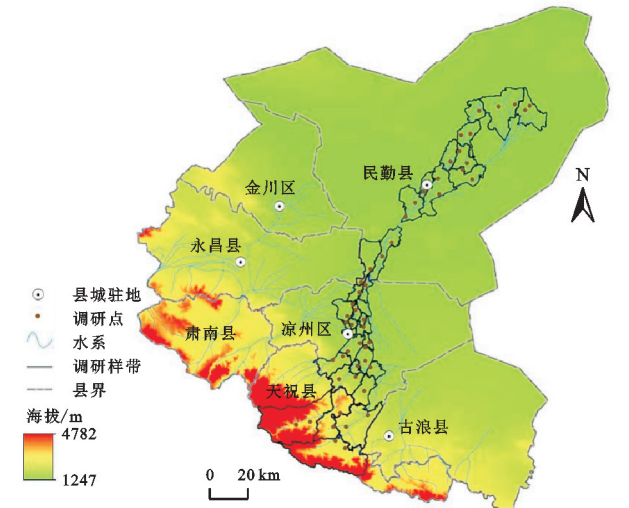 民勤县
N
金川区
永昌县
县城驻地
调研点
凉州区
肃南县
水系
调研样带
天祝县
县界
海拔/m
古浪县
4782
1247
0 20 km